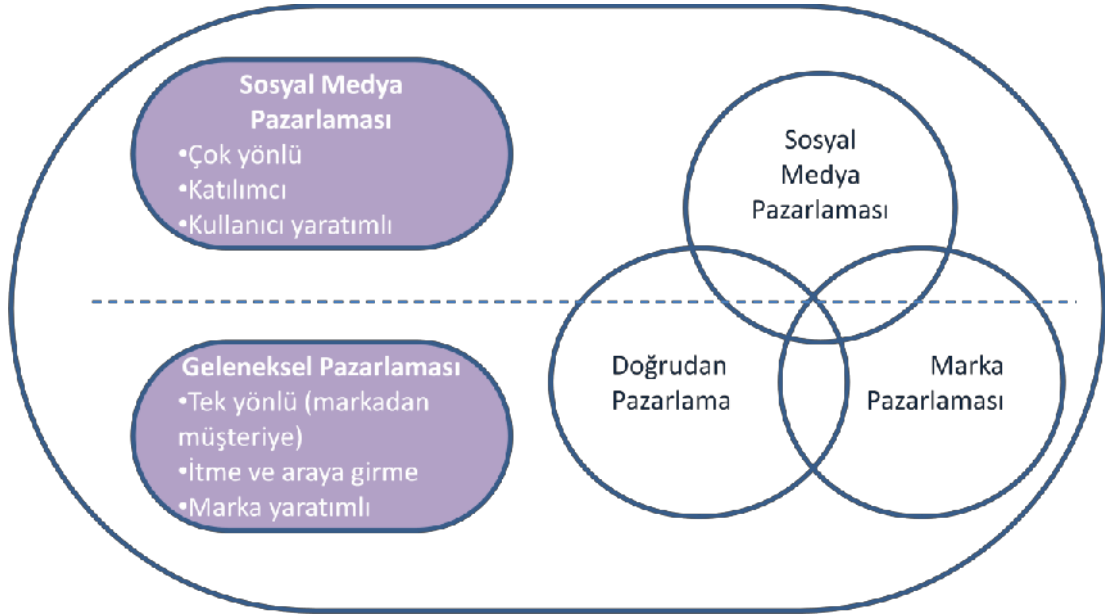 Sosyal Medya
Pazarlaması
•Çok yönlü
•Katılımcı
•Kullanıcı yaratımlı
Sosyal
Medya
Pazarlaması
Geleneksel Pazarlaması
•Tek yönlü (markadan
müşteriye)
•İtme ve araya girme
•Marka yaratımlı
Doğrudan
Pazarlama
Marka
Pazarlaması